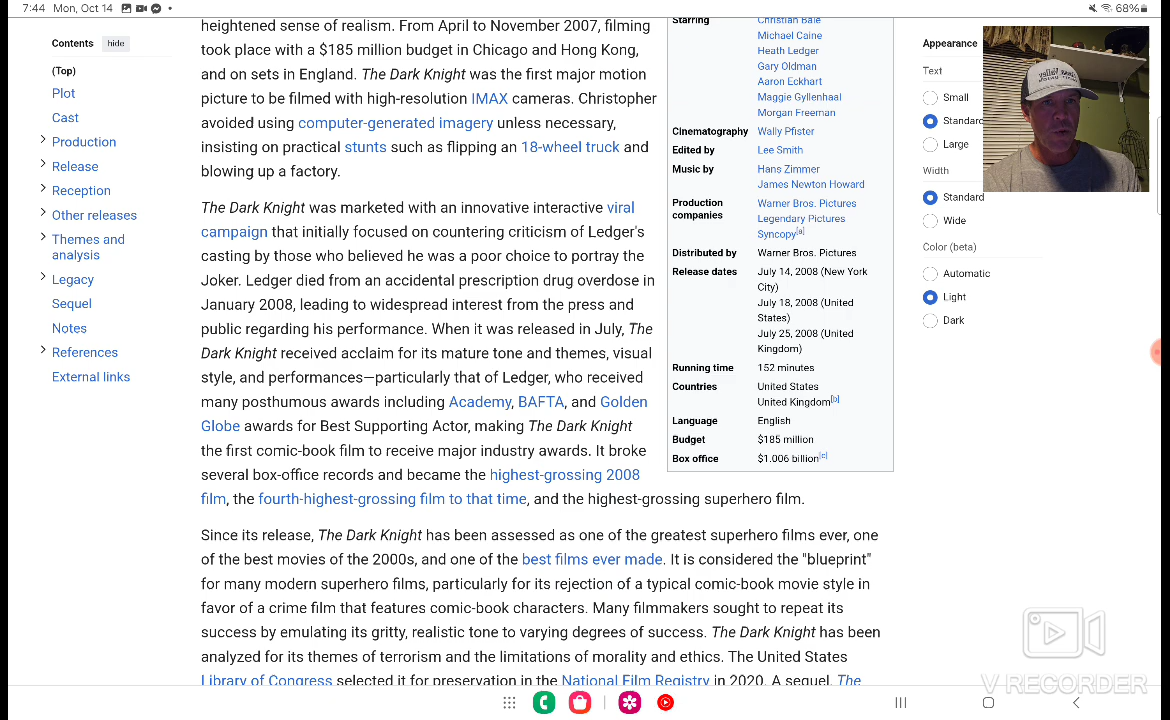 7:44 Mon, Oct 14
68%
Contents hide
(Top)
Plot
Cast
Production
Release
Reception
Other releases
Themes and
analysis
Legacy
Sequel
Notes
References
External links
heightened sense of realism. From April to November 2007, filming
took place with a $185 million budget in Chicago and Hong Kong,
and on sets in England. The Dark Knight was the first major motion
picture to be filmed with high-resolution IMAX cameras. Christopher
avoided using computer-generated imagery unless necessary,
insisting on practical stunts such as flipping an 18-wheel truck and
blowing up a factory.
The Dark Knight was marketed with an innovative interactive viral
campaign that initially focused on countering criticism of Ledger's
casting by those who believed he was a poor choice to portray the
Joker. Ledger died from an accidental prescription drug overdose in
January 2008, leading to widespread interest from the press and
public regarding his performance. When it was released in July, The
Dark Knight received acclaim for its mature tone and themes, visual
style, and performances—particularly that of Ledger, who received
many posthumous awards including Academy, BAFTA, and Golden
Globe awards for Best Supporting Actor, making The Dark Knight
the first comic-book film to receive major industry awards. It broke
several box-office records and became the highest-grossing 2008
film, the fourth-highest-grossing film to that time, and the highest-grossing superhero film.
Since its release, The Dark Knight has been assessed as one of the greatest superhero films ever, one
of the best movies of the 2000s, and one of the best films ever made. It is considered the "blueprint"
for many modern superhero films, particularly for its rejection of a typical comic-book movie style in
favor of a crime film that features comic-book characters. Many filmmakers sought to repeat its
success by emulating its gritty, realistic tone to varying degrees of success. The Dark Knight has been
analyzed for its themes of terrorism and the limitations of morality and ethics. The United States
Library of Congress selected it for preservation in the National Film Registry in 2020. A sequel, The
Starring Christian Bale
Michael Caine
Heath Ledger
Gary Oldman
Aaron Eckhart
Maggie Gyllenhaal
Morgan Freeman
Cinematography Wally Pfister
Edited by Lee Smith
Music by Hans Zimmer
James Newton Howard
Production companies Warner Bros. Pictures
Legendary Pictures
Syncopy[a]
Distributed by Warner Bros. Pictures
Release dates July 14, 2008 (New York
City)
July 18, 2008 (United
States)
July 25, 2008 (United
Kingdom)
Running time 152 minutes
Countries United States
United Kingdom[b]
Language English
Budget $185 million
Box office $1.006 billion[c]
Appearance
Text
Small
Standard
Large
Width
Standard
Wide
Color (beta)
Automatic
Light
Dark
V RECORDER